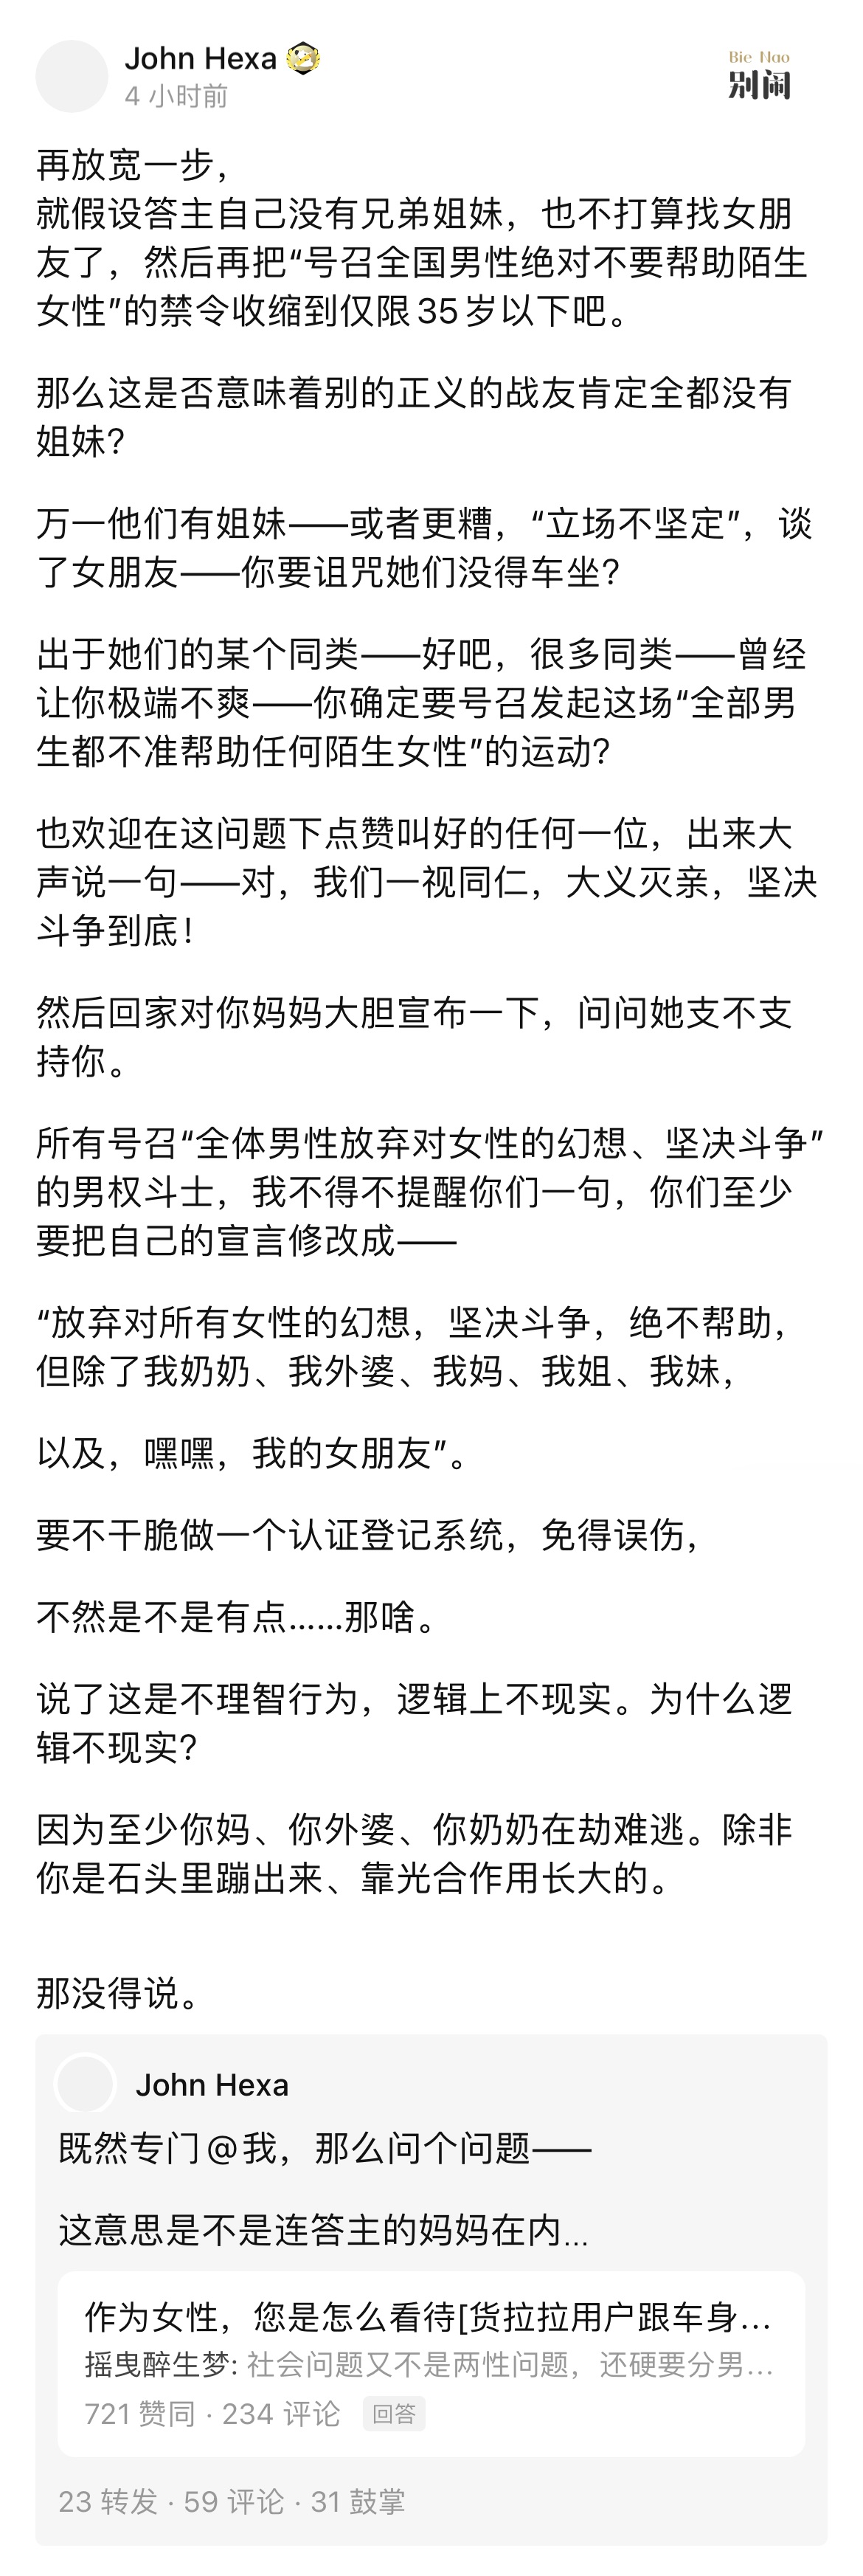 John Hexa
4 小时前
Bie Nao
别闹
再放宽一步，
就假设答主自己没有兄弟姐妹，也不打算找女朋
友了，然后再把“号召全国男性绝对不要帮助陌生
女性”的禁令收缩到仅限35岁以下吧。
那么这是否意味着别的正义的战友肯定全都没有
姐妹?
万一他们有姐妹——或者更糟，“立场不坚定”，谈
了女朋友——你要诅咒她们没得车坐?
出于她们的某个同类——好吧，很多同类——曾经
让你极端不爽——你确定要号召发起这场“全部男
生都不准帮助任何陌生女性”的运动?
也欢迎在这问题下点赞叫好的任何一位，出来大
声说一句——对，我们一视同仁，大义灭亲，坚决
斗争到底!
然后回家对你妈妈大胆宣布一下，问问她支不支
持你。
所有号召“全体男性放弃对女性的幻想、坚决斗争”
的男权斗士，我不得不提醒你们一句，你们至少
要把自己的宣言修改成——
“放弃对所有女性的幻想，坚决斗争，绝不帮助，
但除了我奶奶、我外婆、我妈、我姐、我妹，
以及，嘿嘿，我的女朋友”。
要不干脆做一个认证登记系统，免得误伤，
不然是不是有点……那啥。
说了这是不理智行为，逻辑上不现实。为什么逻
辑不现实?
因为至少你妈、你外婆、你奶奶在劫难逃。除非
你是石头里蹦出来、靠光合作用长大的。
那没得说。
John Hexa
既然专门@我，那么问个问题——
这意思是不是连答主的妈妈在内...
作为女性，您是怎么看待[货拉拉用户跟车身...
摇曳醉生梦: 社会问题又不是两性问题，还硬要分男...
721 赞同 · 234 评论 回答
23 转发 · 59 评论 · 31 鼓掌